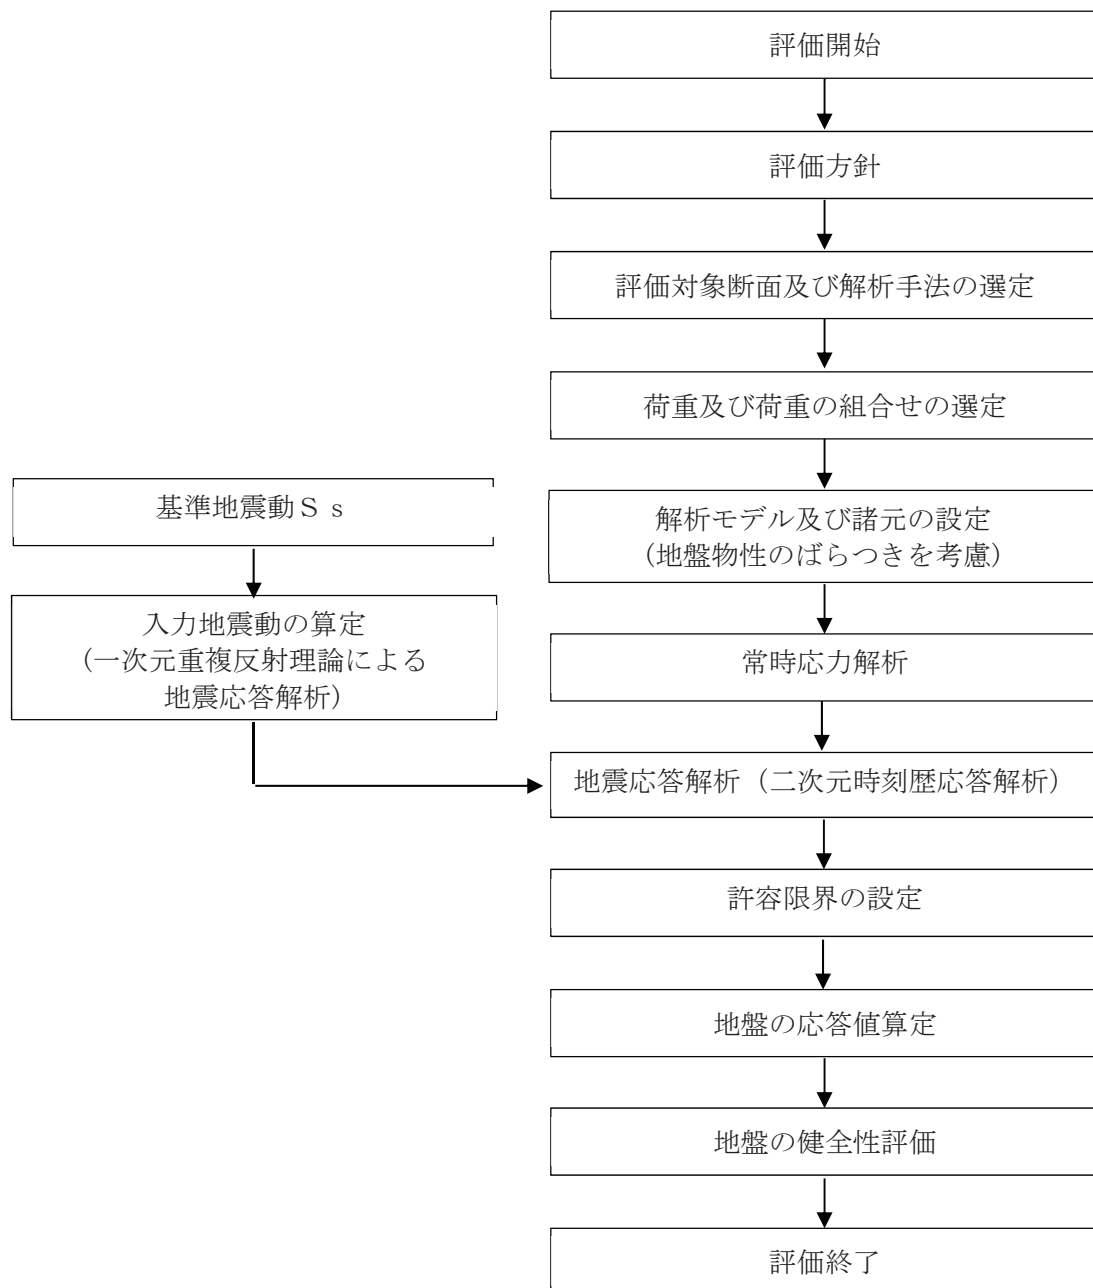 評価開始
評価方針
評価対象断面及び解析手法の選定
荷重及び荷重の組合せの選定
基準地震動Ｓｓ
解析モデル及び諸元の設定
（地盤物性のばらつきを考慮）
入力地震動の算定
（一次元重複反射理論による
地震応答解析）
常時応力解析
地震応答解析（二次元時刻歴応答解析）
許容限界の設定
地盤の応答値算定
地盤の健全性評価
評価終了